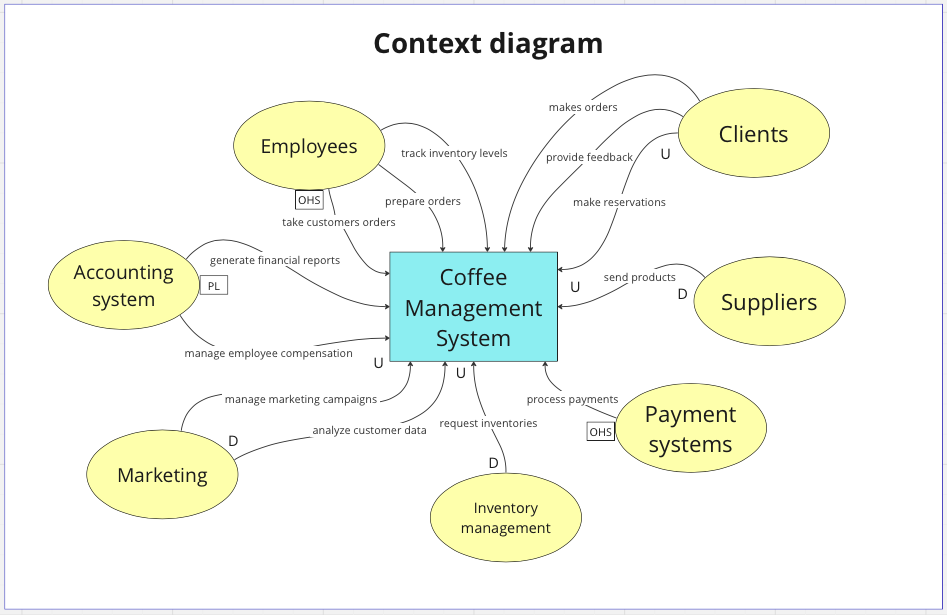 Context diagram
makes orders
Employees
Clients
track inventory levels
provide feedback
U
OHS
prepare orders
make reservations
take customers orders
generate financial reports
Accounting
system
PL
Coffee
Management
System
send products
U
D
Suppliers
manage employee compensation
U
U
manage marketing campaigns
process payments
analyze customer data
request inventories
OHS
Payment
systems
D
Marketing
D
Inventory
management